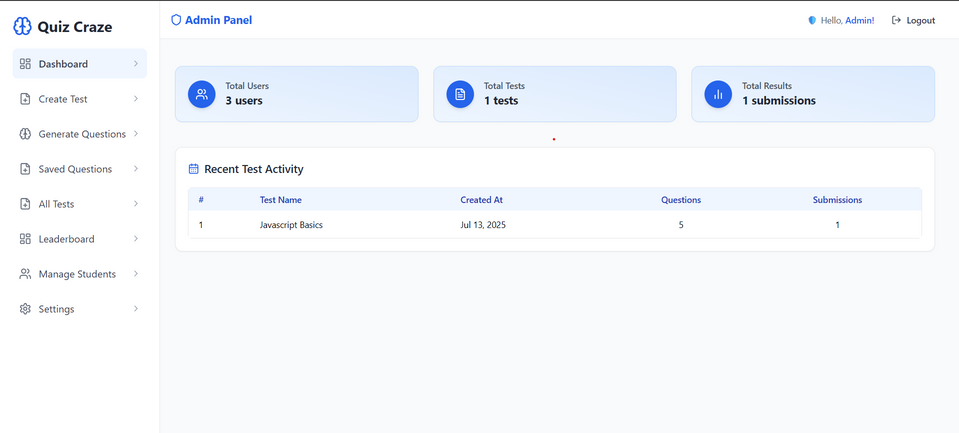 Quiz Craze
Admin Panel
Hello, Admin!
Logout
Dashboard
Create Test
Generate Questions
Saved Questions
All Tests
Leaderboard
Manage Students
Settings
Total Users
3 users
Total Tests
1 tests
Total Results
1 submissions
Recent Test Activity
# Test Name Created At Questions Submissions
1 Javascript Basics Jul 13, 2025 5 1